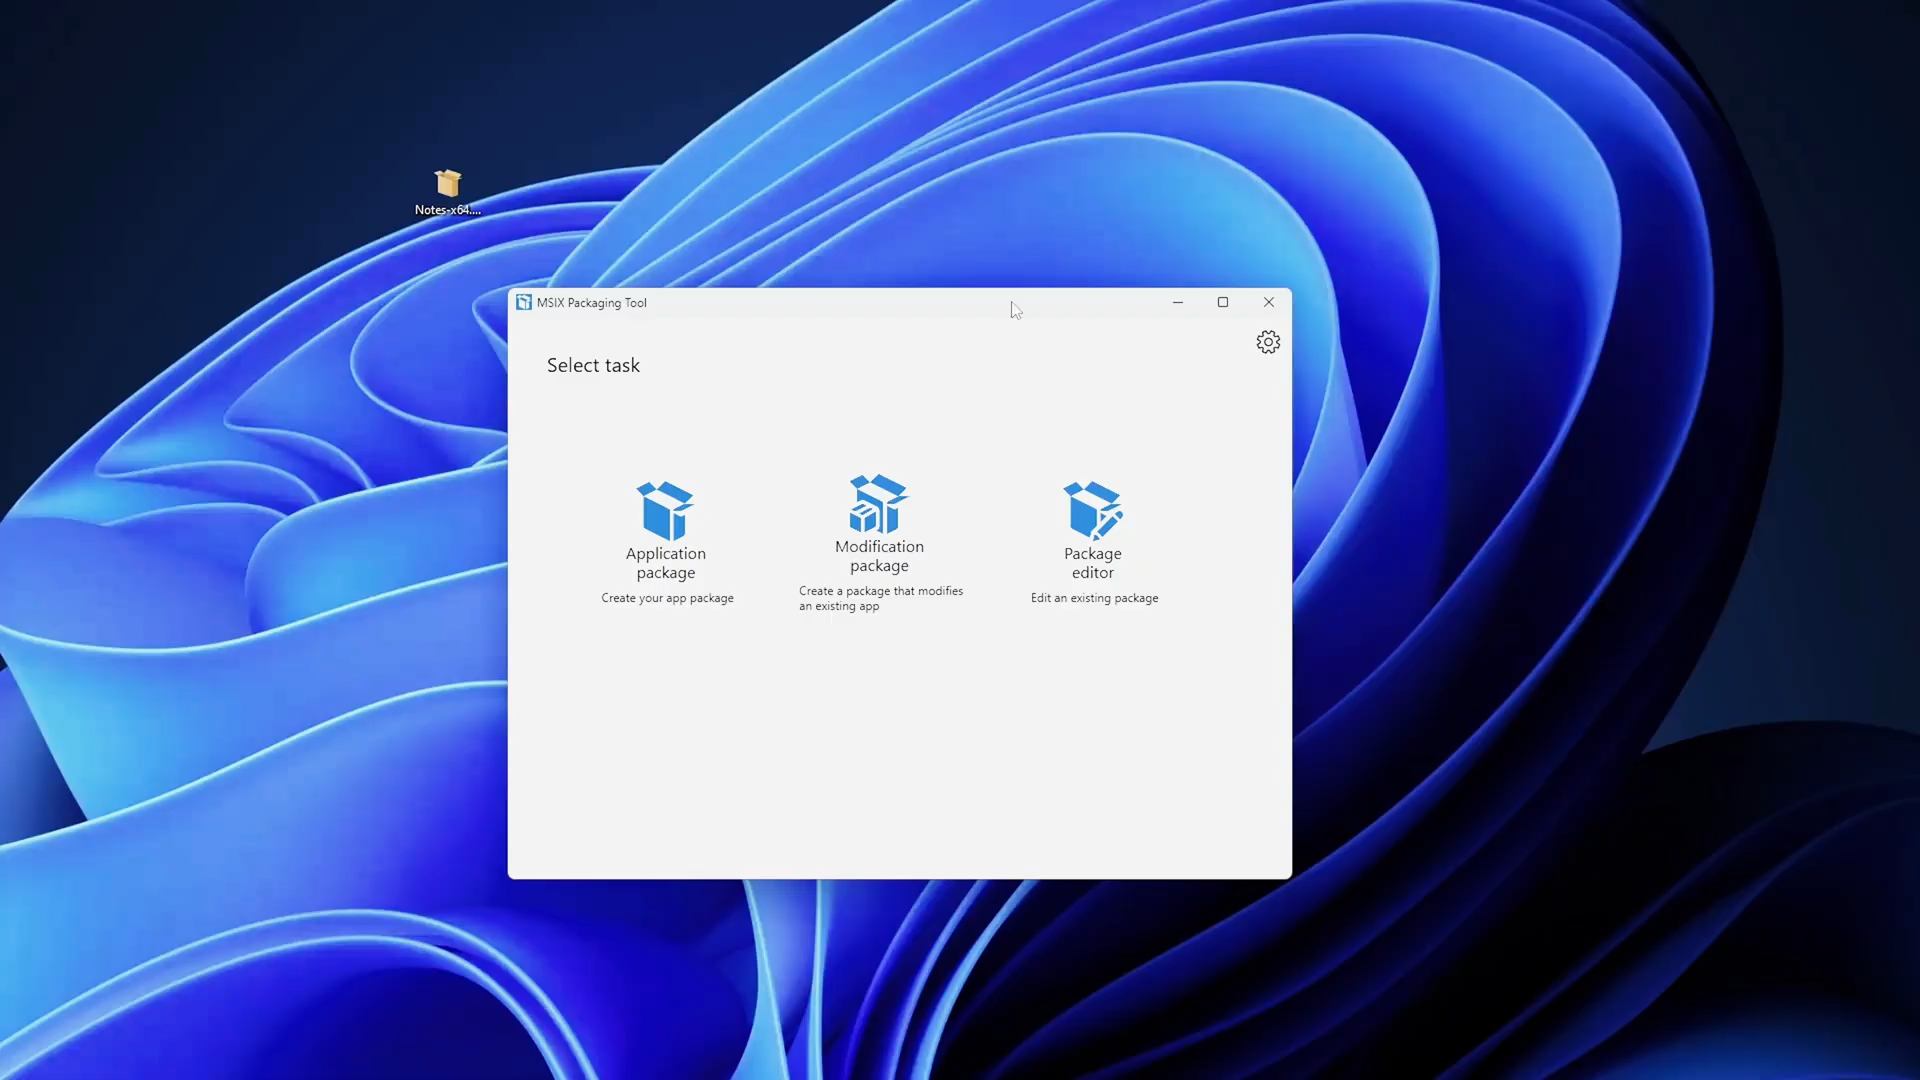 Notes-x64....
MSIX Packaging Tool
Select task
Application
package
Create your app package
Modification
package
Create a package that modifies
an existing app
Package
editor
Edit an existing package